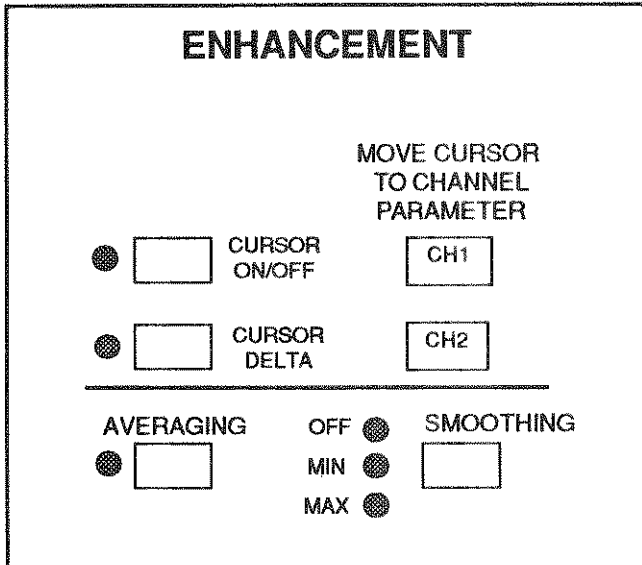 ENHANCEMENT
MOVE CURSOR
TO CHANNEL
PARAMETER
CURSOR
ON/OFF
CH1
CURSOR
DELTA
CH2
AVERAGING
OFF
SMOOTHING
MIN
MAX